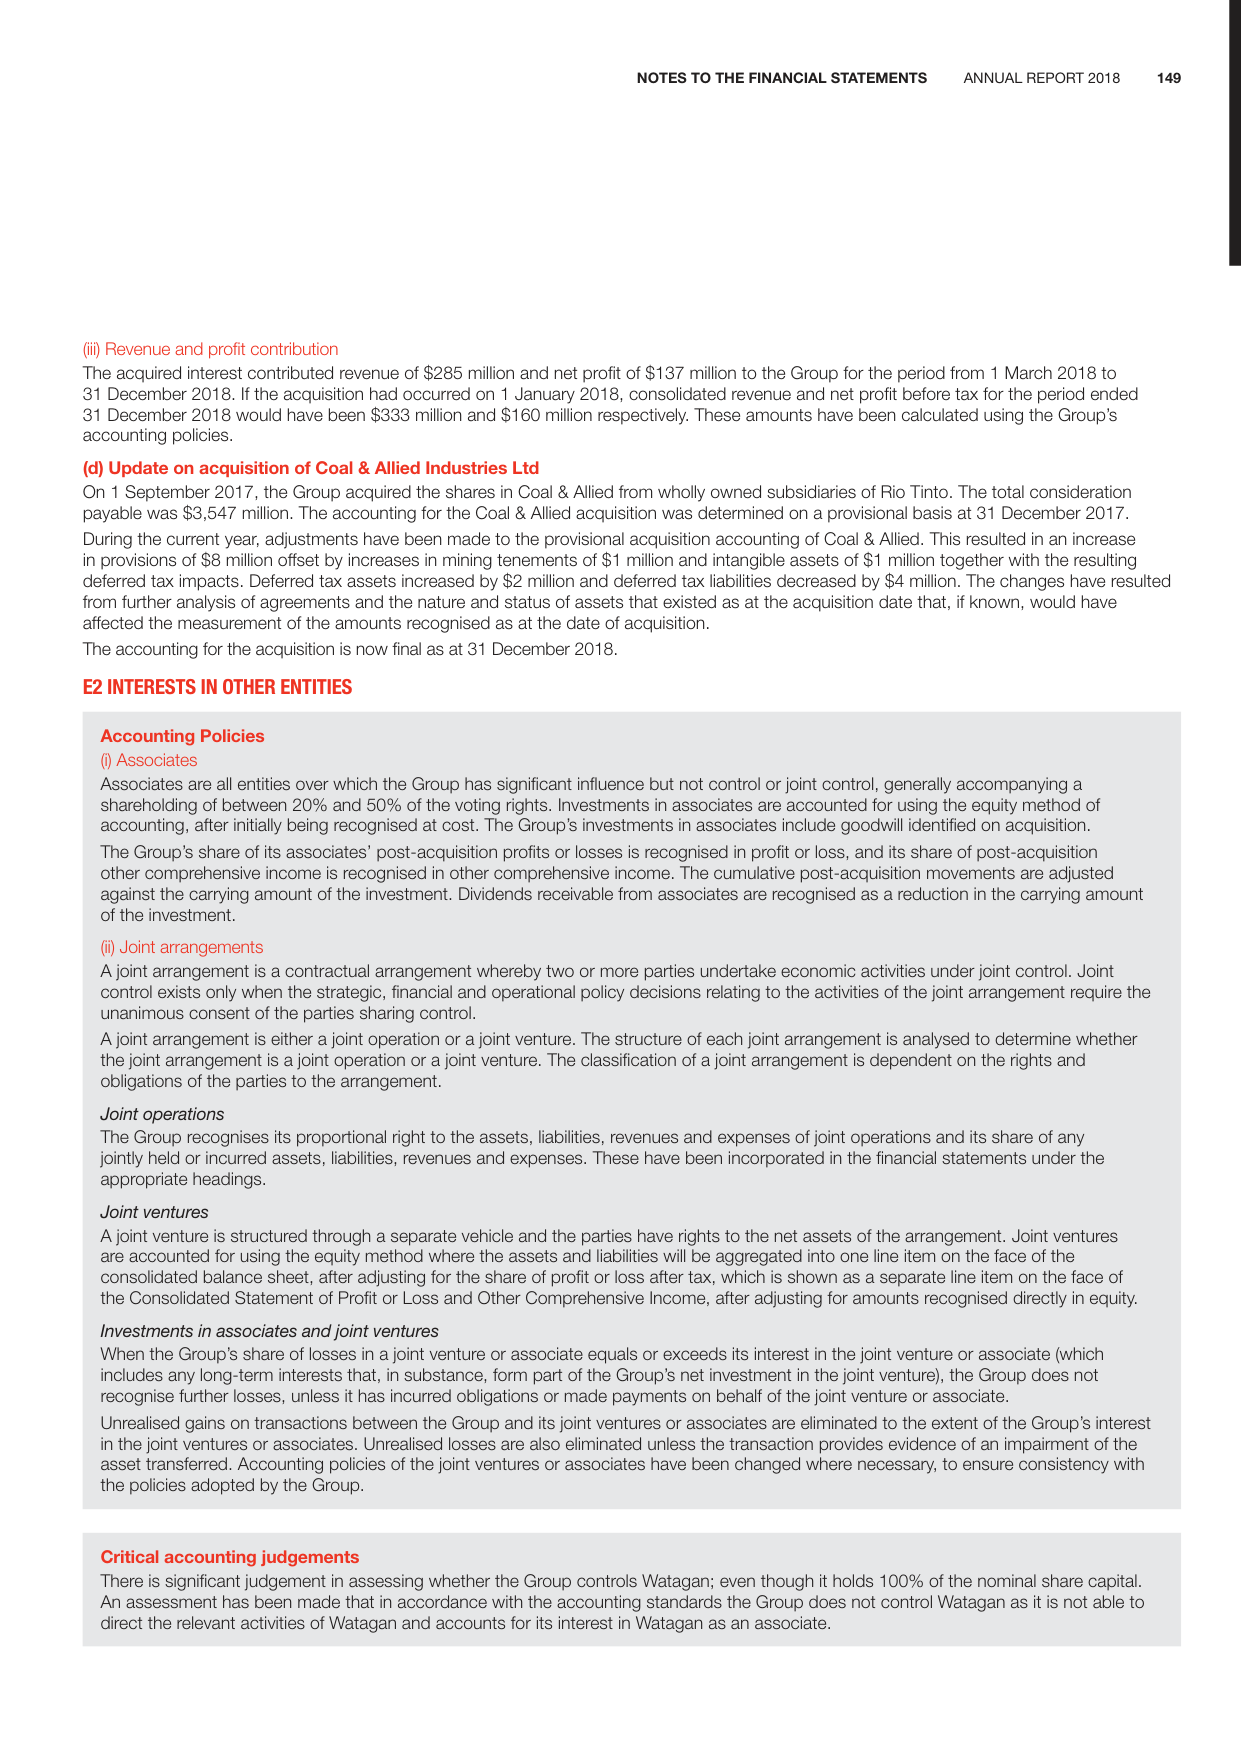 NOTES TO THE FINANCIAL STATEMENTS ANNUAL REPORT 2018 149
(iii) Revenue and profit contribution
The acquired interest contributed revenue of $285 million and net profit of $137 million to the Group for the period from 1 March 2018 to
31 December 2018. If the acquisition had occurred on 1 January 2018, consolidated revenue and net profit before tax for the period ended
31 December 2018 would have been $333 million and $160 million respectively. These amounts have been calculated using the Group’s
accounting policies.
(d) Update on acquisition of Coal & Allied Industries Ltd
On 1 September 2017, the Group acquired the shares in Coal & Allied from wholly owned subsidiaries of Rio Tinto. The total consideration
payable was $3,547 million. The accounting for the Coal & Allied acquisition was determined on a provisional basis at 31 December 2017.
During the current year, adjustments have been made to the provisional acquisition accounting of Coal & Allied. This resulted in an increase
in provisions of $8 million offset by increases in mining tenements of $1 million and intangible assets of $1 million together with the resulting
deferred tax impacts. Deferred tax assets increased by $2 million and deferred tax liabilities decreased by $4 million. The changes have resulted
from further analysis of agreements and the nature and status of assets that existed as at the acquisition date that, if known, would have
affected the measurement of the amounts recognised as at the date of acquisition.
The accounting for the acquisition is now final as at 31 December 2018.
E2 INTERESTS IN OTHER ENTITIES
Accounting Policies
(i) Associates
Associates are all entities over which the Group has significant influence but not control or joint control, generally accompanying a
shareholding of between 20% and 50% of the voting rights. Investments in associates are accounted for using the equity method of
accounting, after initially being recognised at cost. The Group’s investments in associates include goodwill identified on acquisition.
The Group’s share of its associates’ post-acquisition profits or losses is recognised in profit or loss, and its share of post-acquisition
other comprehensive income is recognised in other comprehensive income. The cumulative post-acquisition movements are adjusted
against the carrying amount of the investment. Dividends receivable from associates are recognised as a reduction in the carrying amount
of the investment.
(ii) Joint arrangements
A joint arrangement is a contractual arrangement whereby two or more parties undertake economic activities under joint control. Joint
control exists only when the strategic, financial and operational policy decisions relating to the activities of the joint arrangement require the
unanimous consent of the parties sharing control.
A joint arrangement is either a joint operation or a joint venture. The structure of each joint arrangement is analysed to determine whether
the joint arrangement is a joint operation or a joint venture. The classification of a joint arrangement is dependent on the rights and
obligations of the parties to the arrangement.
Joint operations
The Group recognises its proportional right to the assets, liabilities, revenues and expenses of joint operations and its share of any
jointly held or incurred assets, liabilities, revenues and expenses. These have been incorporated in the financial statements under the
appropriate headings.
Joint ventures
A joint venture is structured through a separate vehicle and the parties have rights to the net assets of the arrangement. Joint ventures
are accounted for using the equity method where the assets and liabilities will be aggregated into one line item on the face of the
consolidated balance sheet, after adjusting for the share of profit or loss after tax, which is shown as a separate line item on the face of
the Consolidated Statement of Profit or Loss and Other Comprehensive Income, after adjusting for amounts recognised directly in equity.
Investments in associates and joint ventures
When the Group’s share of losses in a joint venture or associate equals or exceeds its interest in the joint venture or associate (which
includes any long-term interests that, in substance, form part of the Group’s net investment in the joint venture), the Group does not
recognise further losses, unless it has incurred obligations or made payments on behalf of the joint venture or associate.
Unrealised gains on transactions between the Group and its joint ventures or associates are eliminated to the extent of the Group’s interest
in the joint ventures or associates. Unrealised losses are also eliminated unless the transaction provides evidence of an impairment of the
asset transferred. Accounting policies of the joint ventures or associates have been changed where necessary, to ensure consistency with
the policies adopted by the Group.
Critical accounting judgements
There is significant judgement in assessing whether the Group controls Watagan; even though it holds 100% of the nominal share capital.
An assessment has been made that in accordance with the accounting standards the Group does not control Watagan as it is not able to
direct the relevant activities of Watagan and accounts for its interest in Watagan as an associate.